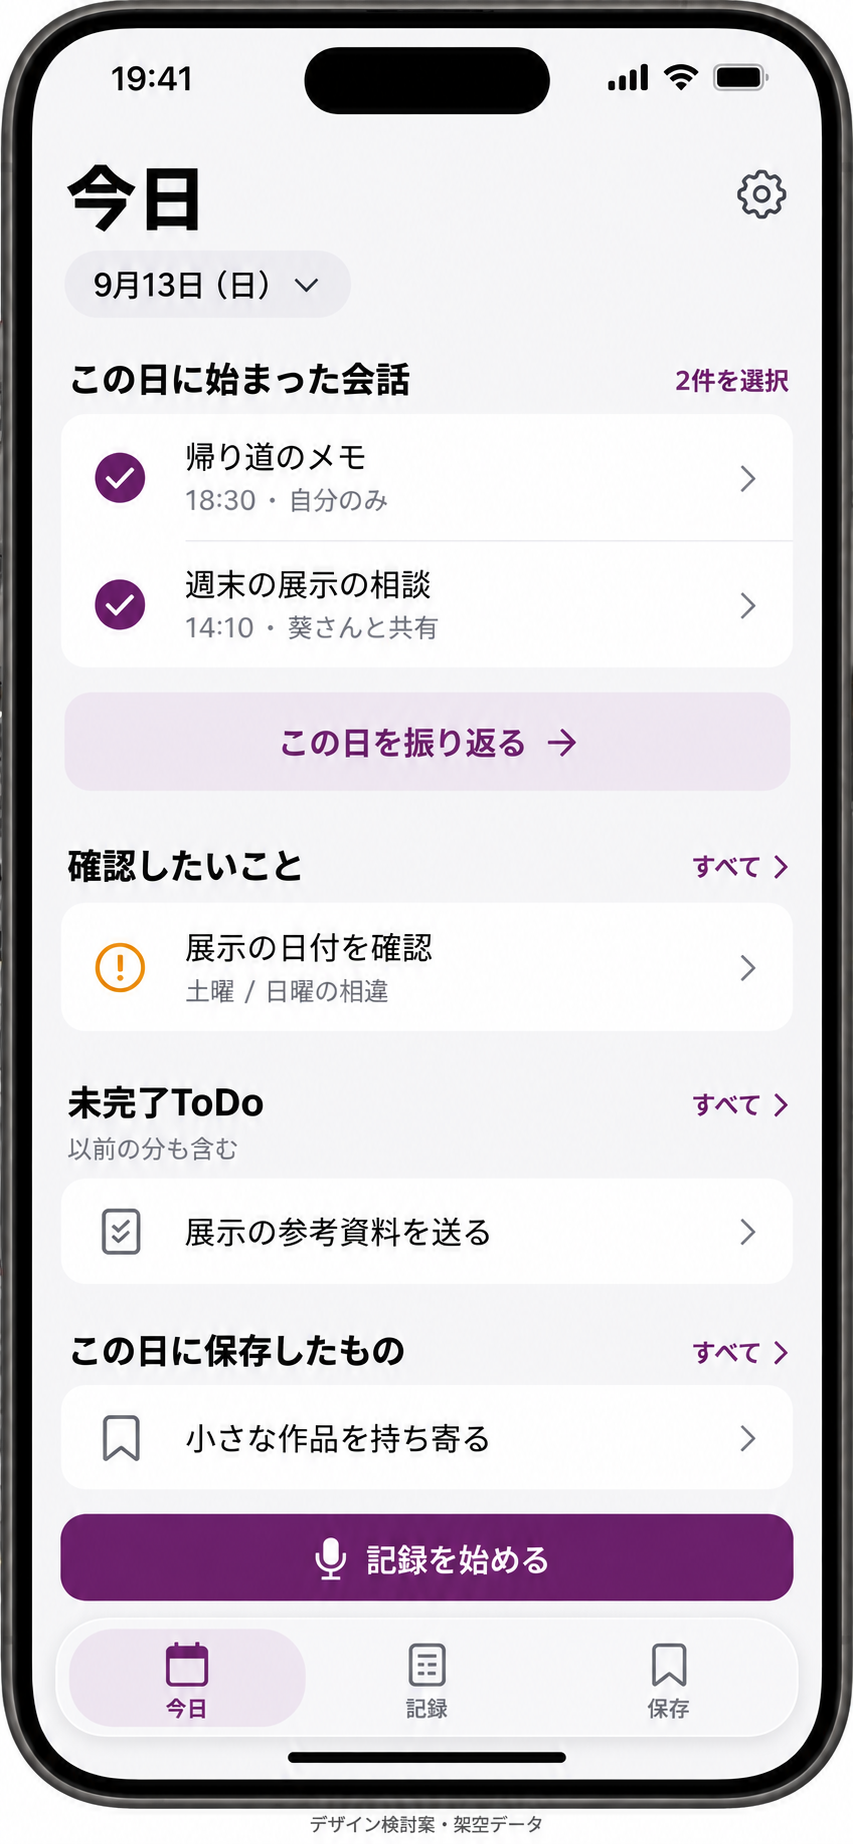 19:41
今日
9月13日（日）
この日に始まった会話
2件を選択
帰り道のメモ
18:30・自分のみ
週末の展示の相談
14:10・葵さんと共有
この日を振り返る →
確認したいこと
すべて
展示の日付を確認
土曜 / 日曜の相違
未完了ToDo
すべて
以前の分も含む
展示の参考資料を送る
この日に保存したもの
すべて
小さな作品を持ち寄る
記録を始める
今日
記録
保存
デザイン検討案・架空データ